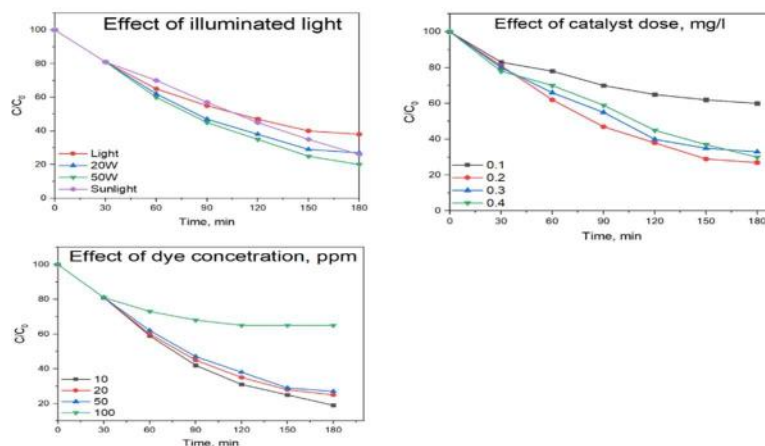 Effect of illuminated light
100
80
60
40
20
0
C/C₀
Light
20W
50W
Sunlight
0 30 60 90 120 150 180
Time, min
Effect of catalyst dose, mg/l
100
80
60
40
20
0
C/C₀
0.1
0.2
0.3
0.4
0 30 60 90 120 150 180
Time, min
Effect of dye concetration, ppm
100
80
60
40
20
C/C₀
10
20
50
100
0 30 60 90 120 150 180
Time, min